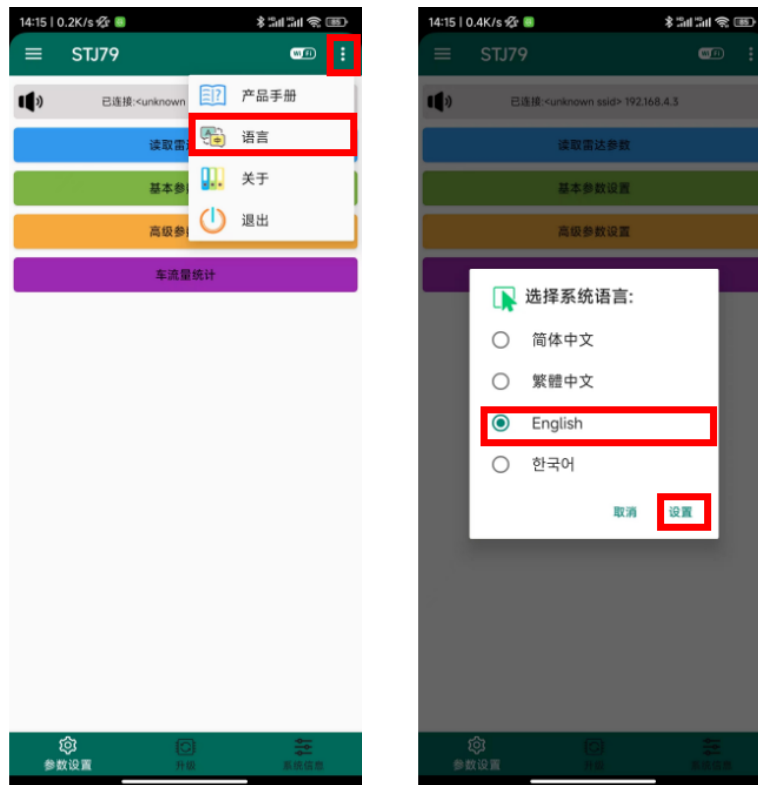 14:15 | 0.2K/s
85
STJ79
WiFi
产品手册
已连接:<unknown
语言
读取雷
关于
基本参
退出
高级参
车流量统计
参数设置
升级
系统信息
14:15 | 0.4K/s
85
STJ79
WiFi
已连接:<unknown ssid> 192.168.4.3
读取雷达参数
基本参数设置
高级参数设置
选择系统语言:
简体中文
繁體中文
English
한국어
取消 设置
参数设置
升级
系统信息